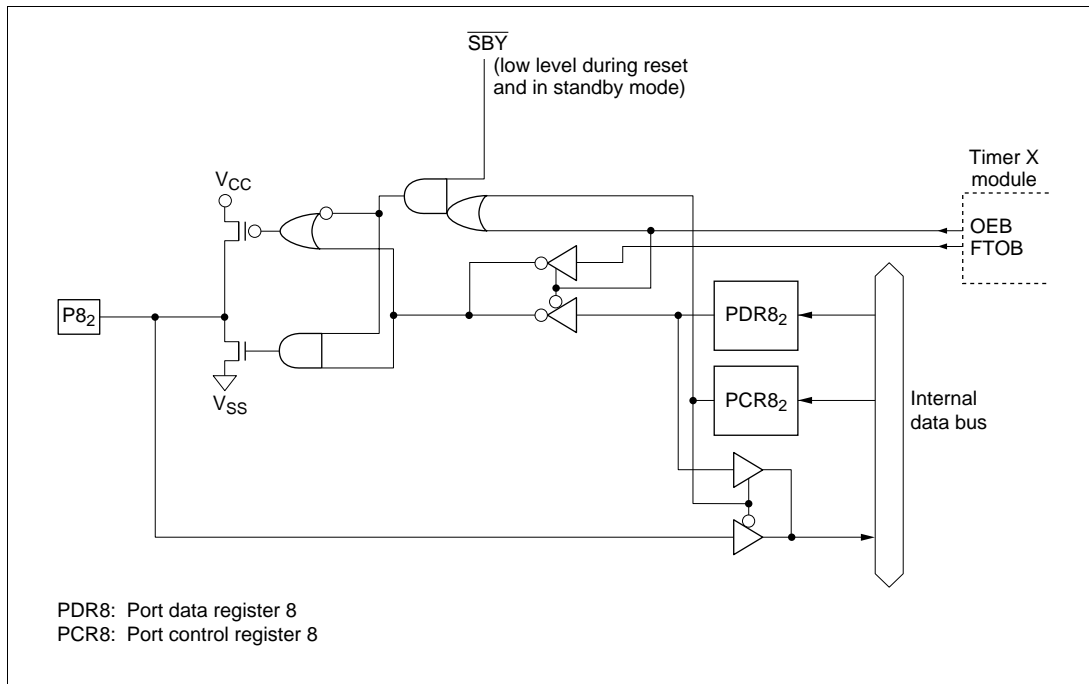 SBY
(low level during reset
and in standby mode)
Timer X
module
VCC
OEB
FTOB
P82
PDR82
PCR82
VSS
Internal
data bus
PDR8: Port data register 8
PCR8: Port control register 8